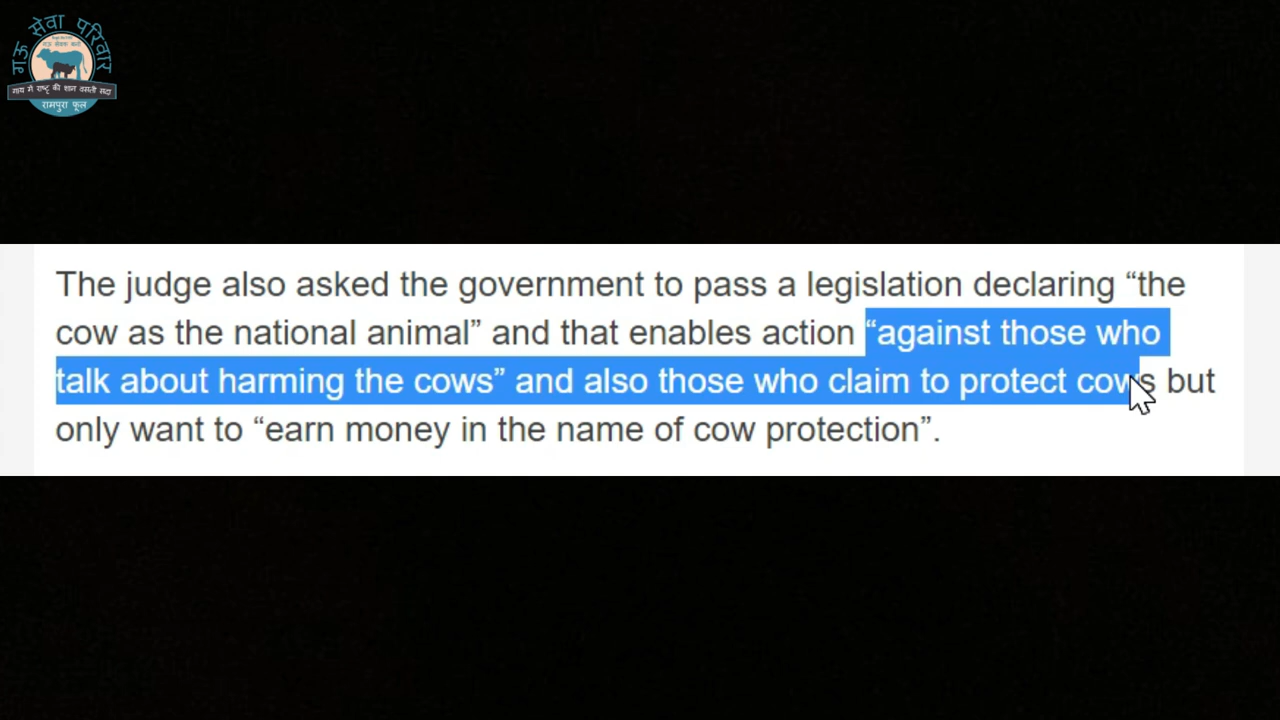 गऊ सेवा परिवार
गाय में राष्ट्र की शान बसती सदा
रामपुरा फूल
The judge also asked the government to pass a legislation declaring “the
cow as the national animal” and that enables action “against those who
talk about harming the cows” and also those who claim to protect cows but
only want to “earn money in the name of cow protection”.